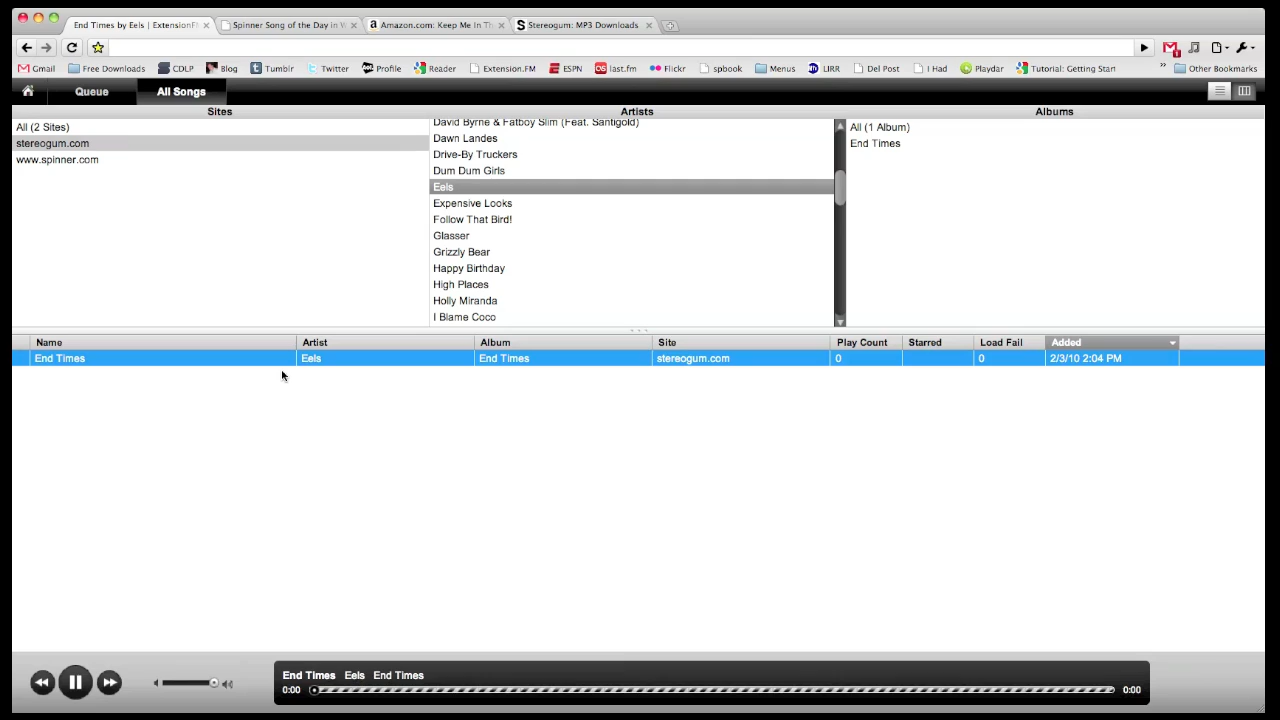 End Times by Eels | ExtensionF
Spinner Song of the Day in W
a Amazon.com: Keep Me In Th
S Stereogum: MP3 Downloads
Gmail Free Downloads CDLP Blog Tumblr Twitter Profile Reader Extension.FM ESPN last.fm Flickr spbook Menus LIRR Del Post I Had Playdar Tutorial: Getting Start » Other Bookmarks
Queue All Songs
Sites Artists Albums
All (2 Sites)
stereogum.com
www.spinner.com
David Byrne & Fatboy Slim (Feat. Santigold)
Dawn Landes
Drive-By Truckers
Dum Dum Girls
Eels
Expensive Looks
Follow That Bird!
Glasser
Grizzly Bear
Happy Birthday
High Places
Holly Miranda
I Blame Coco
All (1 Album)
End Times
Name Artist Album Site Play Count Starred Load Fail Added
End Times Eels End Times stereogum.com 0 0 2/3/10 2:04 PM
End Times Eels End Times
0:00 0:00